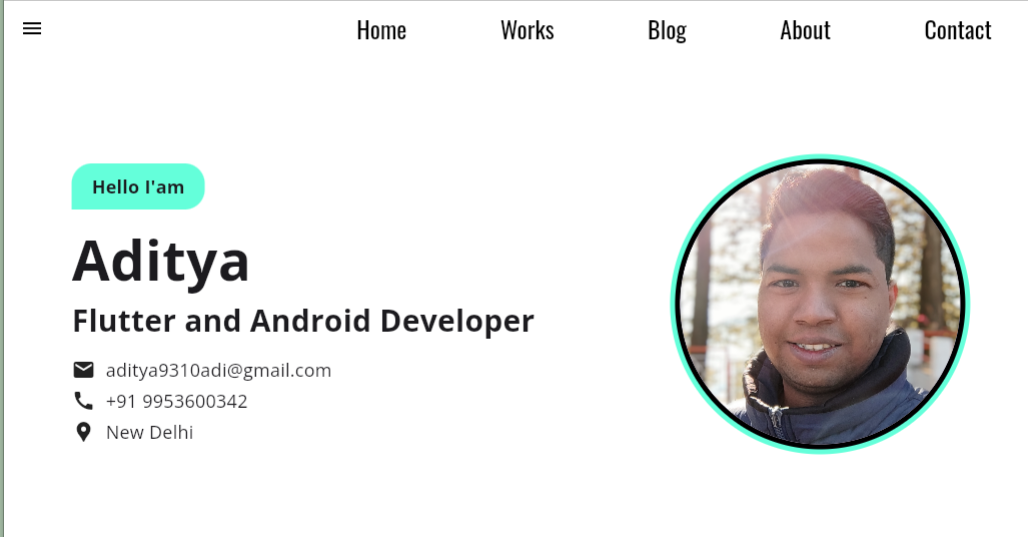 Home Works Blog About Contact
Hello I'am
Aditya
Flutter and Android Developer
aditya9310adi@gmail.com
+91 9953600342
New Delhi